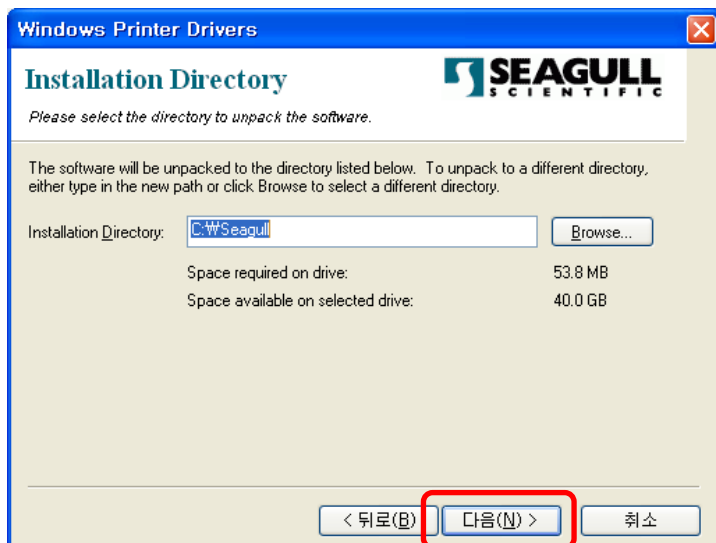 Windows Printer Drivers
Installation Directory
SEAGULL
SCIENTIFIC
Please select the directory to unpack the software.
The software will be unpacked to the directory listed below. To unpack to a different directory,
either type in the new path or click Browse to select a different directory.
Installation Directory: C:₩Seagull Browse...
Space required on drive: 53.8 MB
Space available on selected drive: 40.0 GB
< 뒤로(B) 다음(N) > 취소